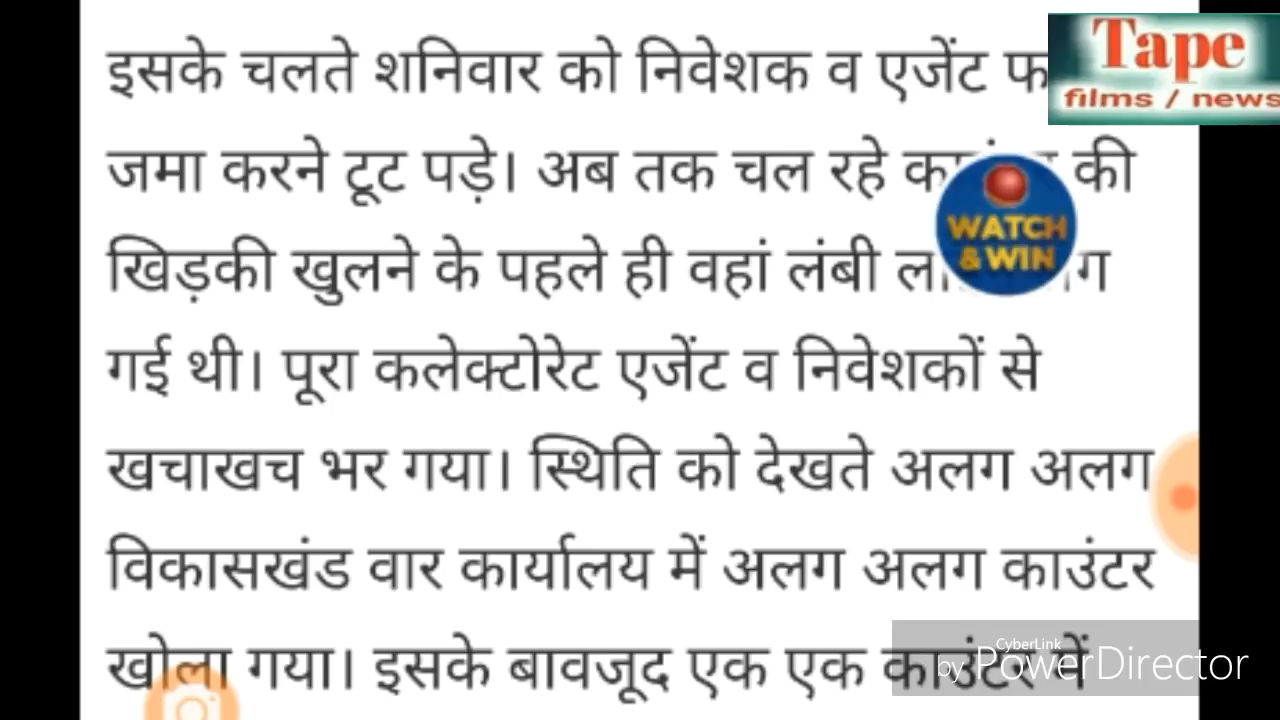 इसके चलते शनिवार को निवेशक व एजेंट
Tape
films / news
जमा करने टूट पड़े। अब तक चल रहे की
WATCH
& WIN
खिड़की खुलने के पहले ही वहां लंबी
गई थी। पूरा कलेक्टोरेट एजेंट व निवेशकों से
खचाखच भर गया। स्थिति को देखते अलग अलग
विकासखंड वार कार्यालय में अलग अलग काउंटर
खोला गया। इसके बावजूद एक एक काउंटर में
CyberLink
by PowerDirector